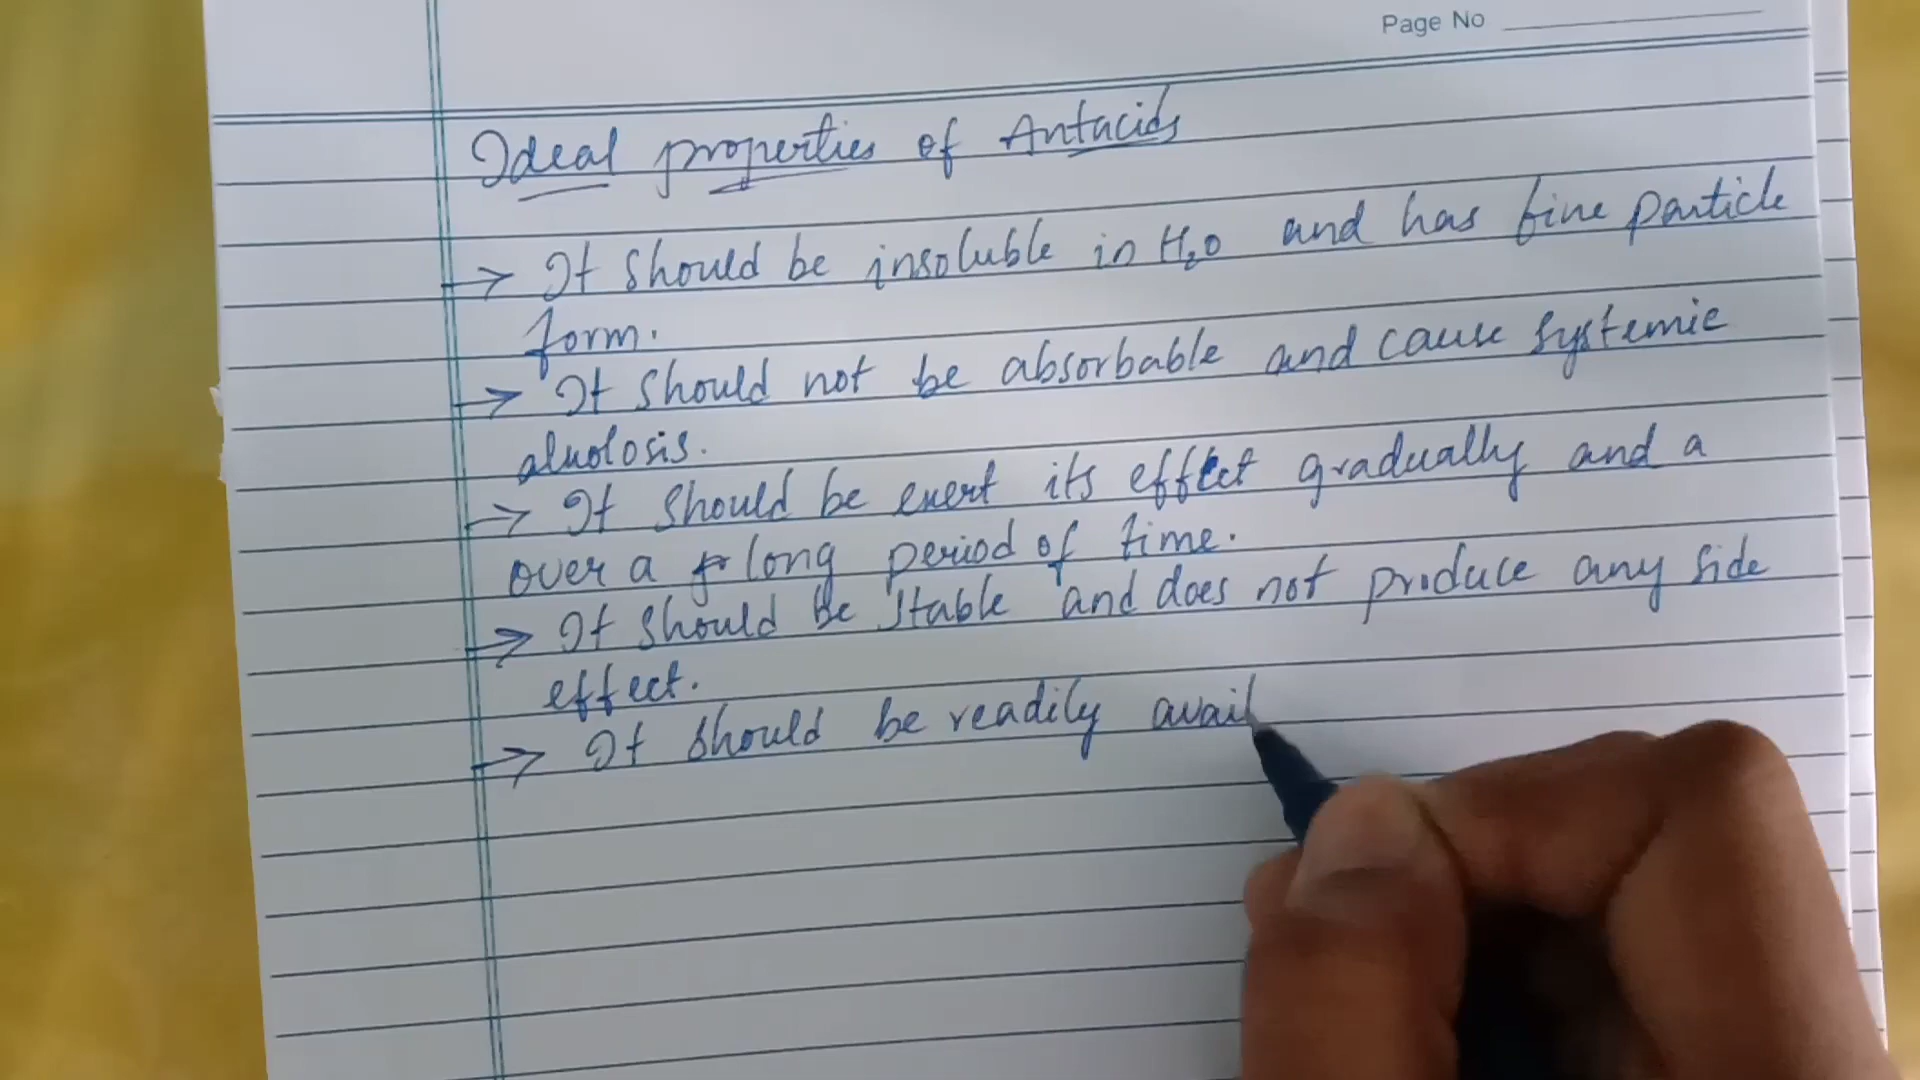 Page No
Ideal properties of Antacids
→ It should be insoluble in H₂O and has fine particle
form.
→ It should not be absorbable and cause systemic
alkolosis.
→ It should be exert its effect gradually and a
over a long period of time.
→ It should be stable and does not produce any side
effect.
→ It should be readily avail